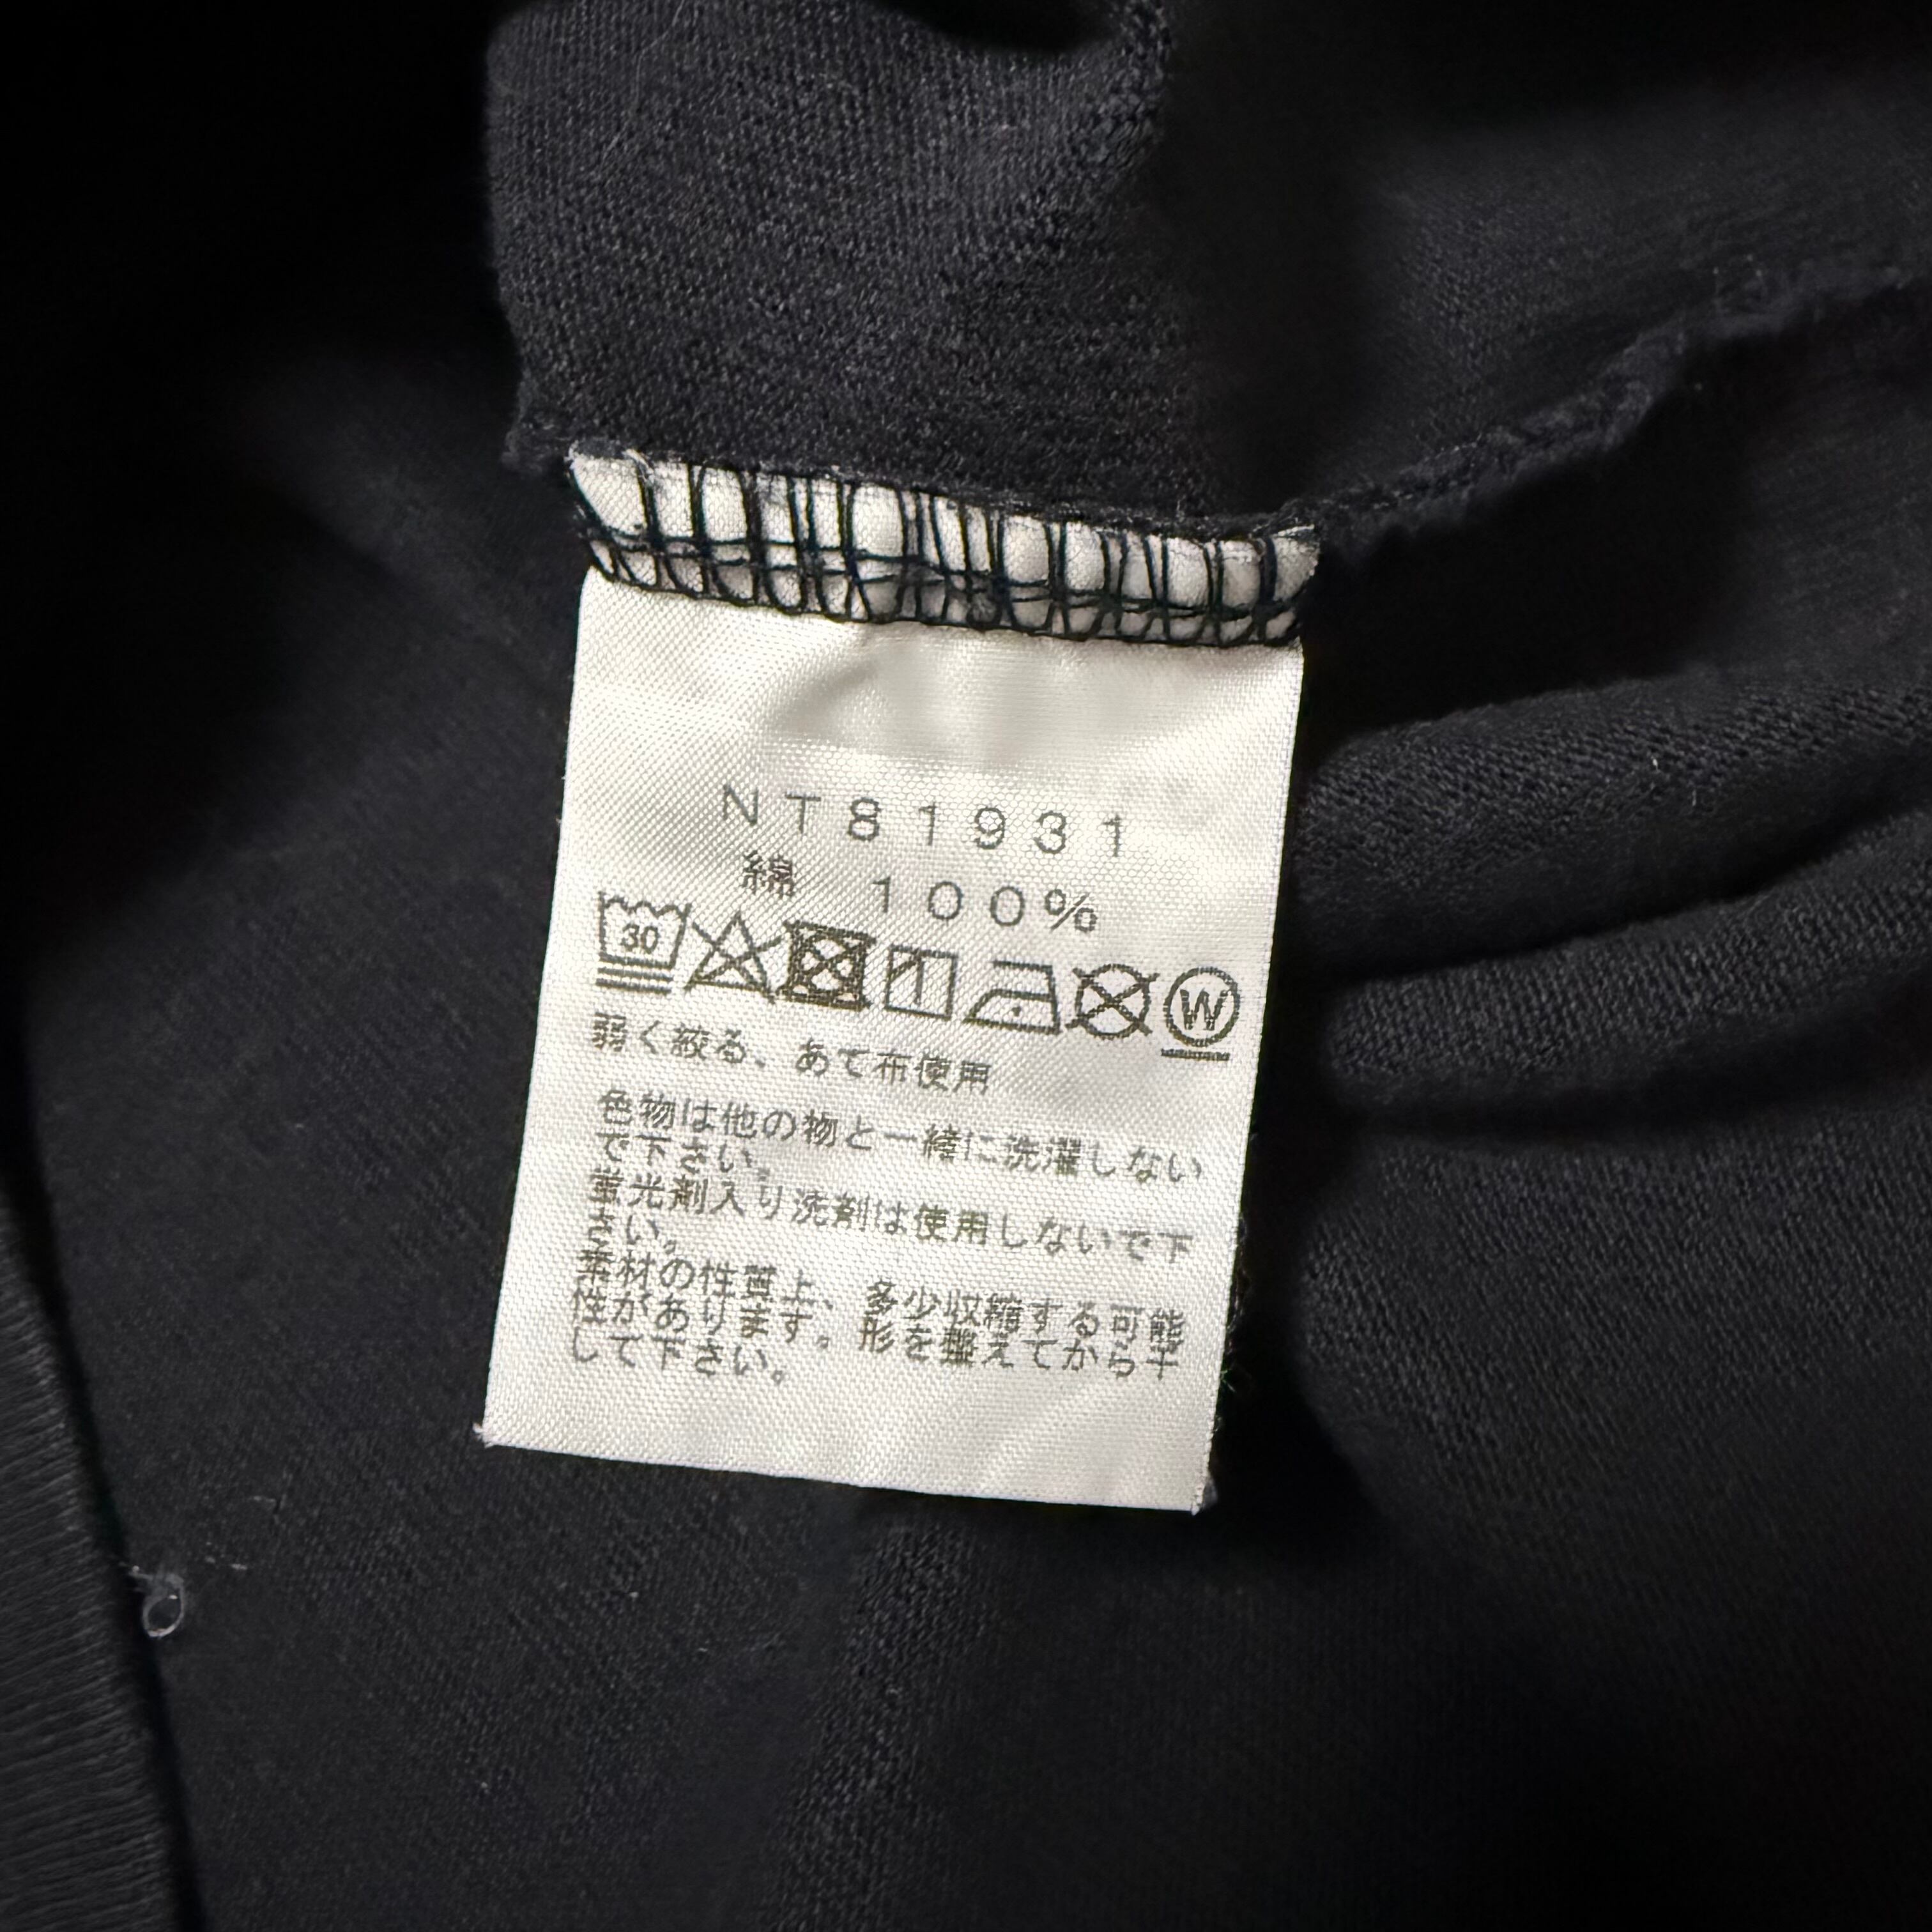 NT81931
綿 100%
30
W
弱く絞る、あて布使用
色物は他の物と一緒に洗濯しない
で下さい。
蛍光剤入り洗剤は使用しないで下
さい。
素材の性質上、多少収縮する可能
性があります。形を整えてから干
して下さい。